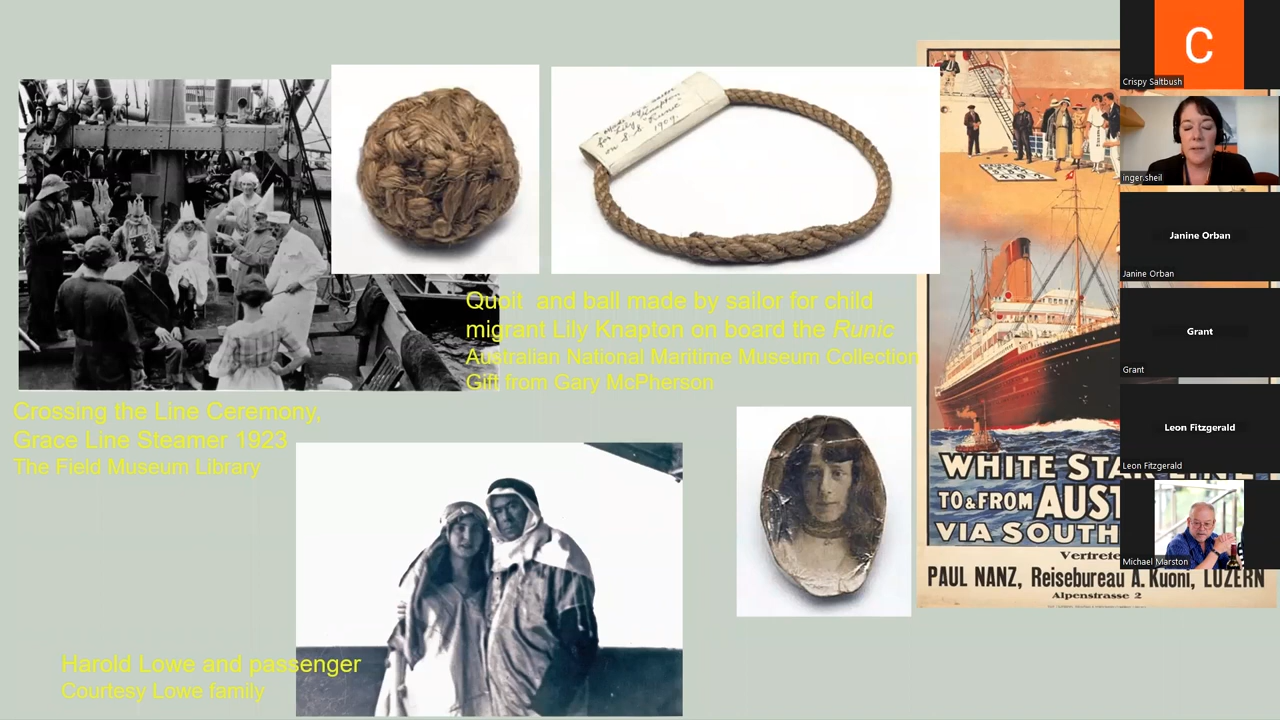 Quoit and ball made by sailor for child
migrant Lily Knapton on board the Runic
Australian National Maritime Museum Collection
Gift from Gary McPherson
Crossing the Line Ceremony,
Grace Line Steamer 1923
The Field Museum Library
Harold Lowe and passenger
Courtesy Lowe family
1909.
WHITE STAR LINE
TO & FROM AUST
VIA SOUTH
Vertrete
PAUL NANZ, Reisebureau A. Kuoni, LUZERN
Alpenstrasse 2
C
Crispy Saltbush
inger.sheil
Janine Orban
Janine Orban
Grant
Grant
Leon Fitzgerald
Leon Fitzgerald
Michael Marston